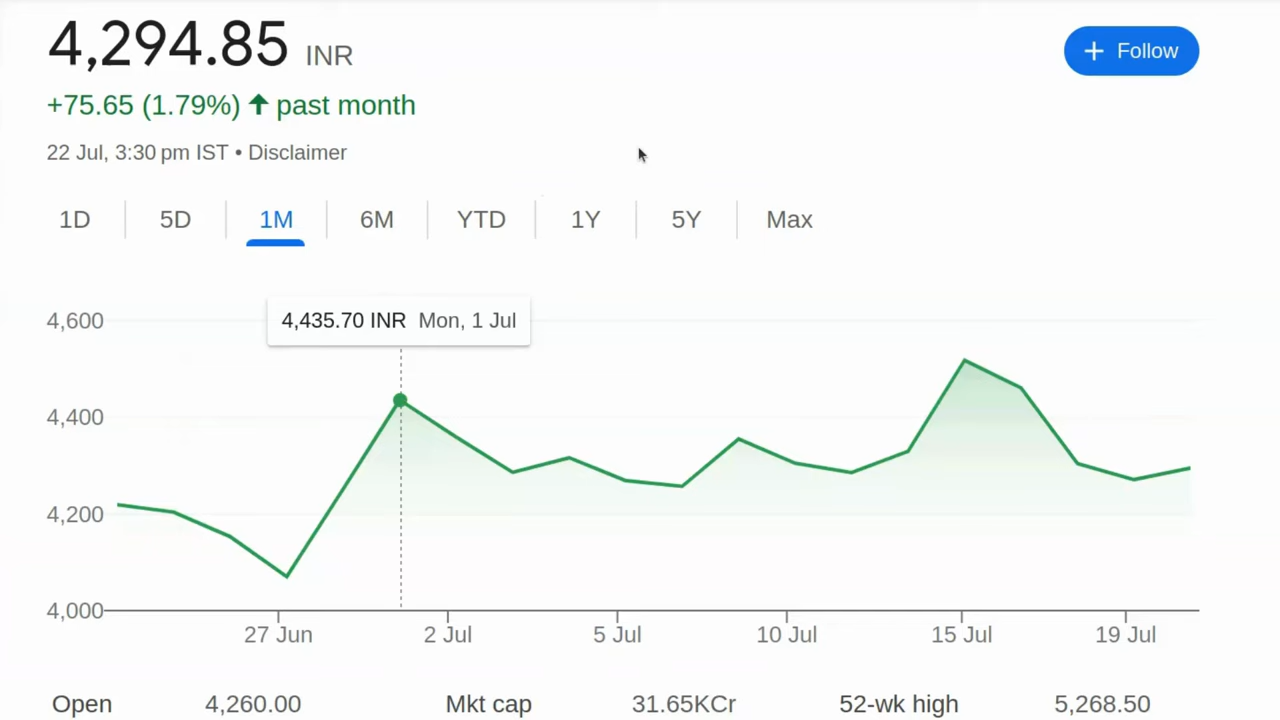 4,294.85 INR
+ Follow
+75.65 (1.79%) ↑ past month
22 Jul, 3:30 pm IST • Disclaimer
1D 5D 1M 6M YTD 1Y 5Y Max
4,435.70 INR Mon, 1 Jul
4,600
4,400
4,200
4,000
27 Jun 2 Jul 5 Jul 10 Jul 15 Jul 19 Jul
Open 4,260.00 Mkt cap 31.65KCr 52-wk high 5,268.50